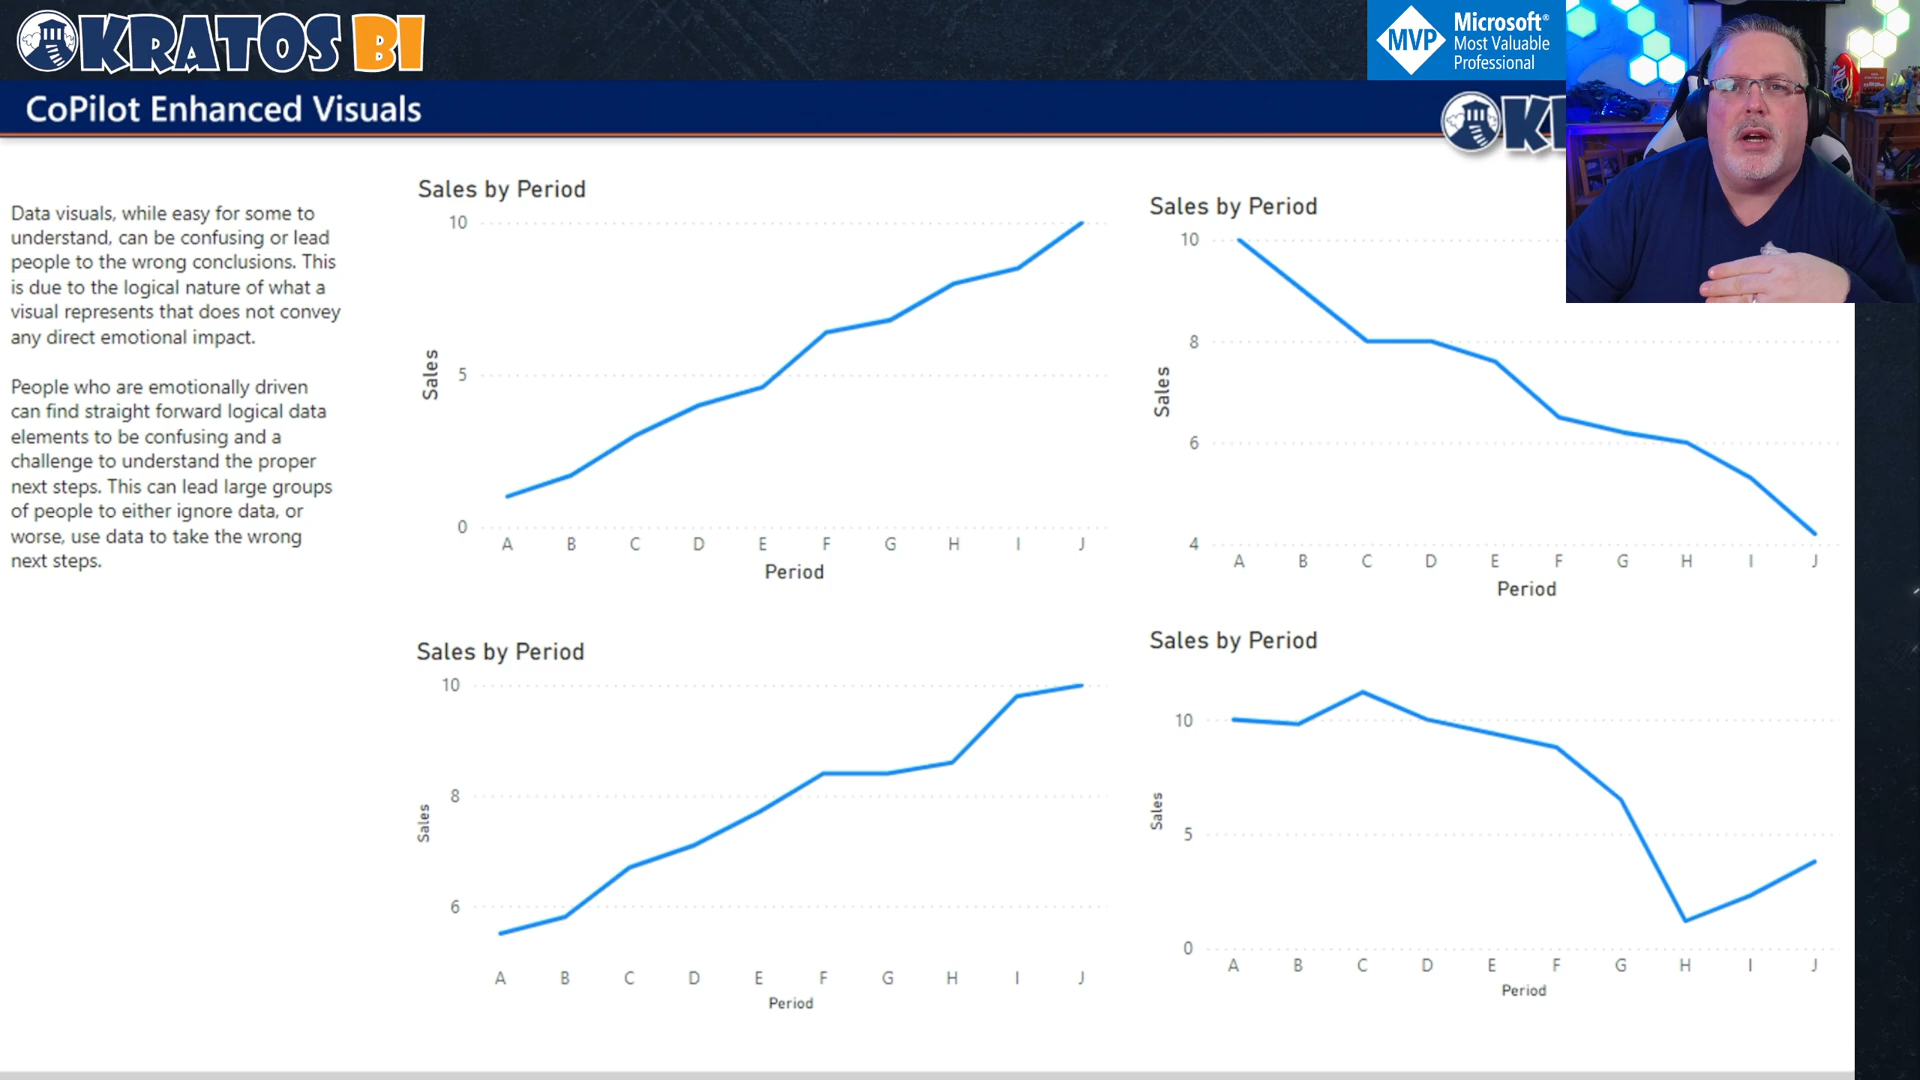 KRATOS BI
MVP
Microsoft®
Most Valuable
Professional
CoPilot Enhanced Visuals
Data visuals, while easy for some to
understand, can be confusing or lead
people to the wrong conclusions. This
is due to the logical nature of what a
visual represents that does not convey
any direct emotional impact.
People who are emotionally driven
can find straight forward logical data
elements to be confusing and a
challenge to understand the proper
next steps. This can lead large groups
of people to either ignore data, or
worse, use data to take the wrong
next steps.
Sales by Period
10
5
0
Sales
A B C D E F G H I J
Period
Sales by Period
10
8
6
4
Sales
A B C D E F G H I J
Period
Sales by Period
10
8
6
Sales
A B C D E F G H I J
Period
Sales by Period
10
5
0
Sales
A B C D E F G H I J
Period